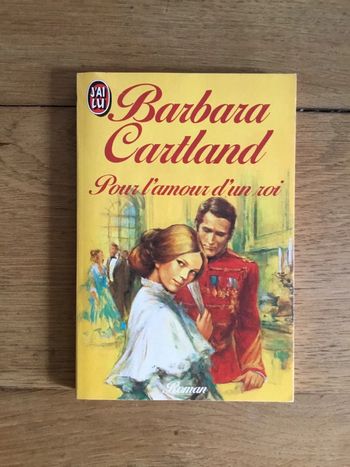 J'AI
LU
Barbara
Cartland
Pour l'amour d'un roi
Roman